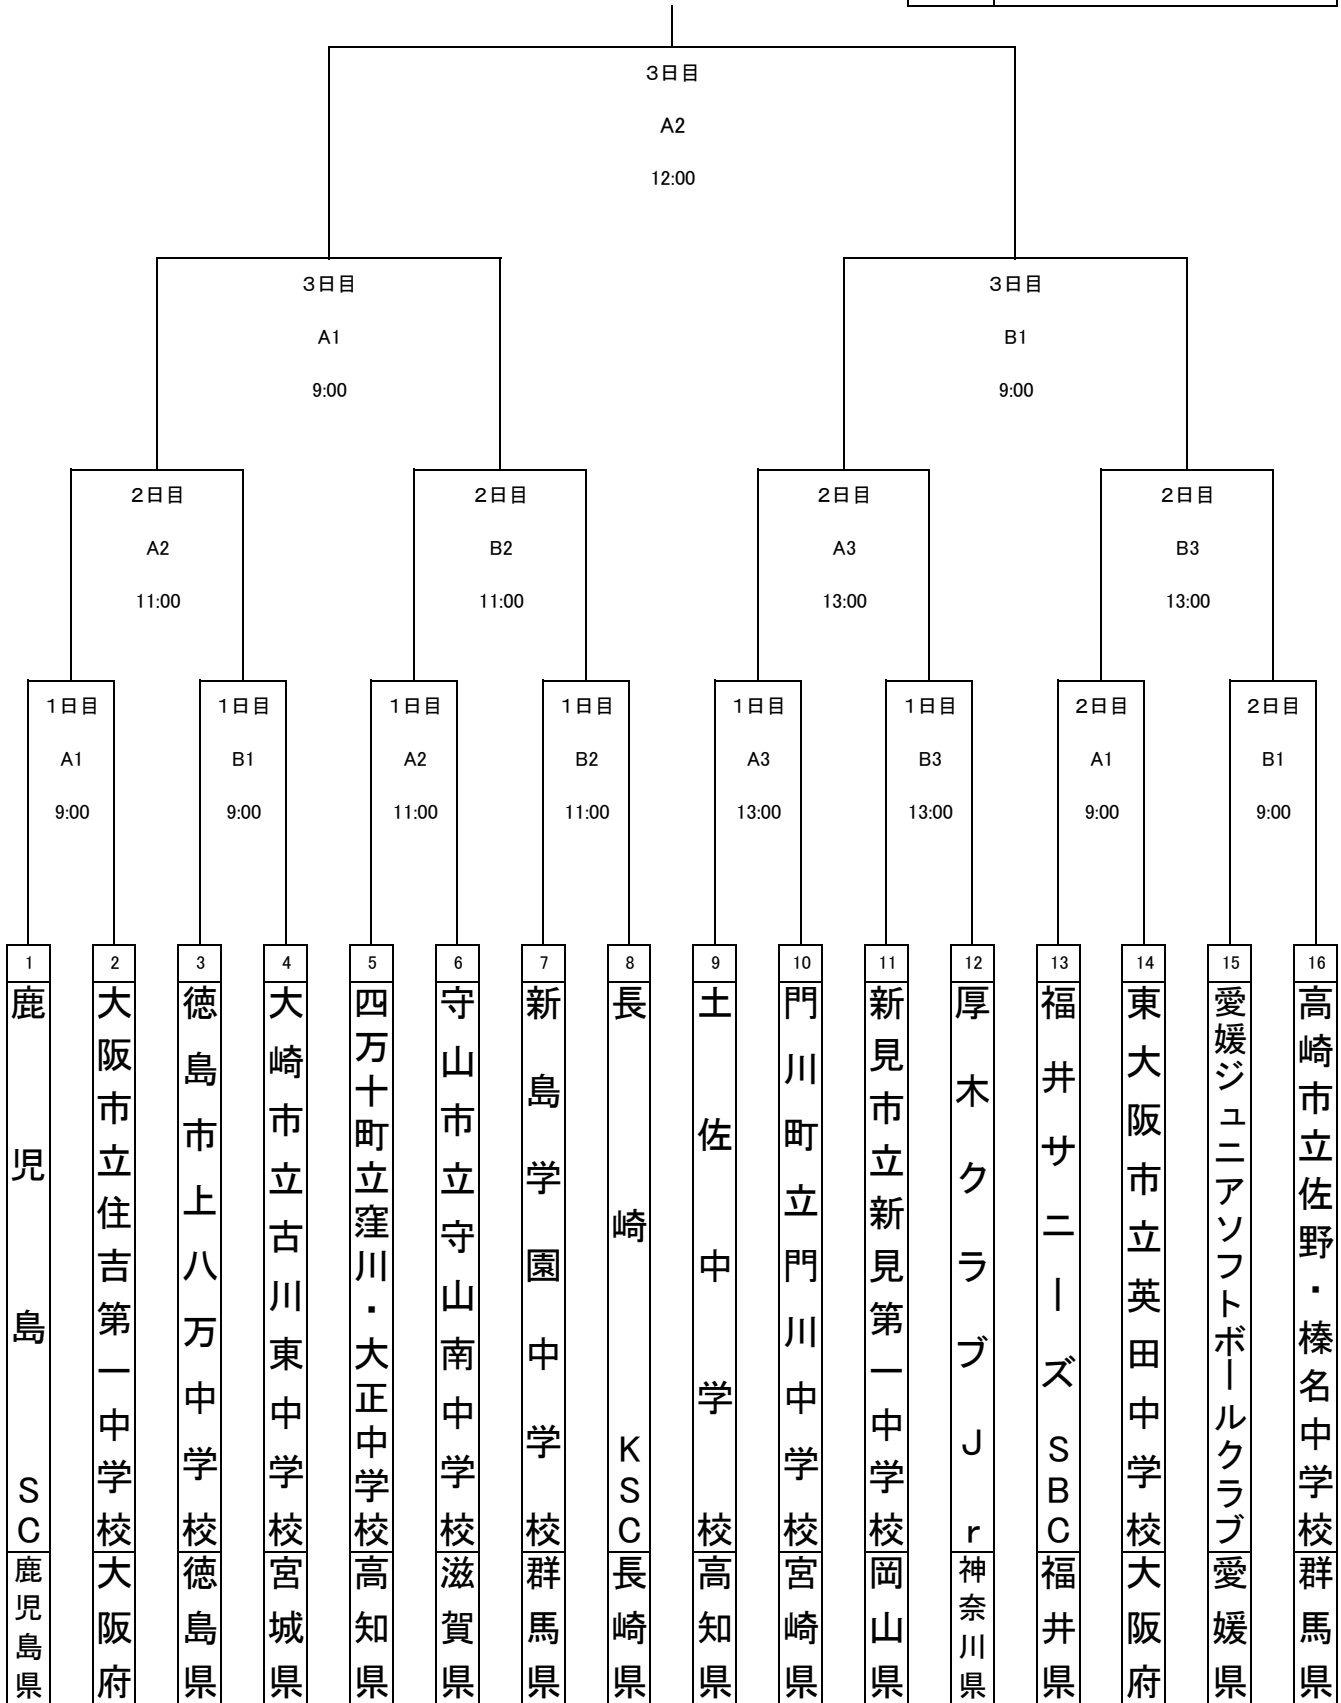 3日目
A2
12:00
3日目
A1
9:00
3日目
B1
9:00
2日目
A2
11:00
2日目
B2
11:00
2日目
A3
13:00
2日目
B3
13:00
1日目
A1
9:00
1日目
B1
9:00
1日目
A2
11:00
1日目
B2
11:00
1日目
A3
13:00
1日目
B3
13:00
2日目
A1
9:00
2日目
B1
9:00
1
鹿児島SC
鹿児島県
2
大阪市立住吉第一中学校
大阪府
3
徳島市上八万中学校
徳島県
4
大崎市立古川東中学校
宮城県
5
四万十町立窪川・大正中学校
高知県
6
守山市立守山南中学校
滋賀県
7
新島学園中学校
群馬県
8
長崎KSC
長崎県
9
土佐中学校
高知県
10
門川町立門川中学校
宮崎県
11
新見市立新見第一中学校
岡山県
12
厚木クラブJr
神奈川県
13
福井サニーズSBC
福井県
14
東大阪市立英田中学校
大阪府
15
愛媛ジュニアソフトボールクラブ
愛媛県
16
高崎市立佐野・榛名中学校
群馬県